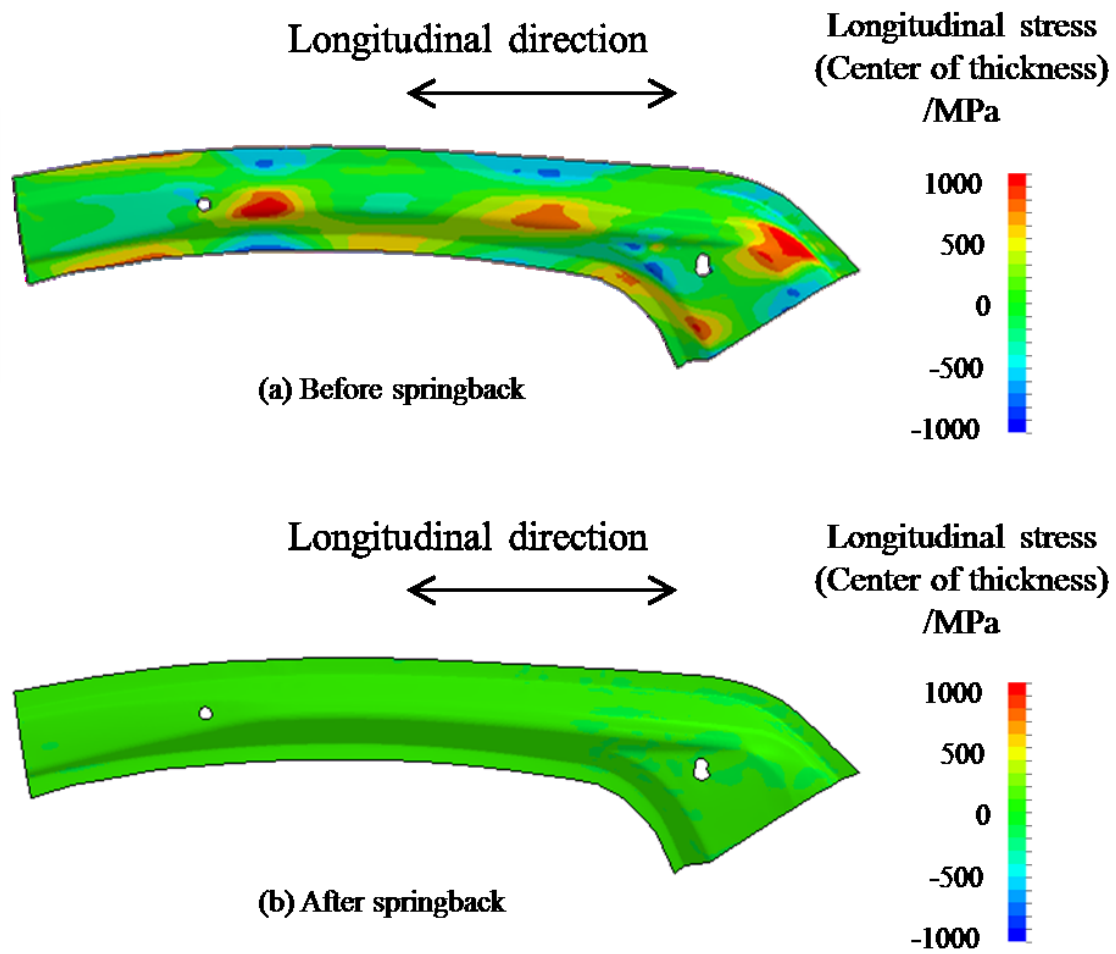 Longitudinal direction
Longitudinal stress
(Center of thickness)
/MPa
1000
500
0
-500
-1000
(a) Before springback
Longitudinal direction
Longitudinal stress
(Center of thickness)
/MPa
1000
500
0
-500
-1000
(b) After springback